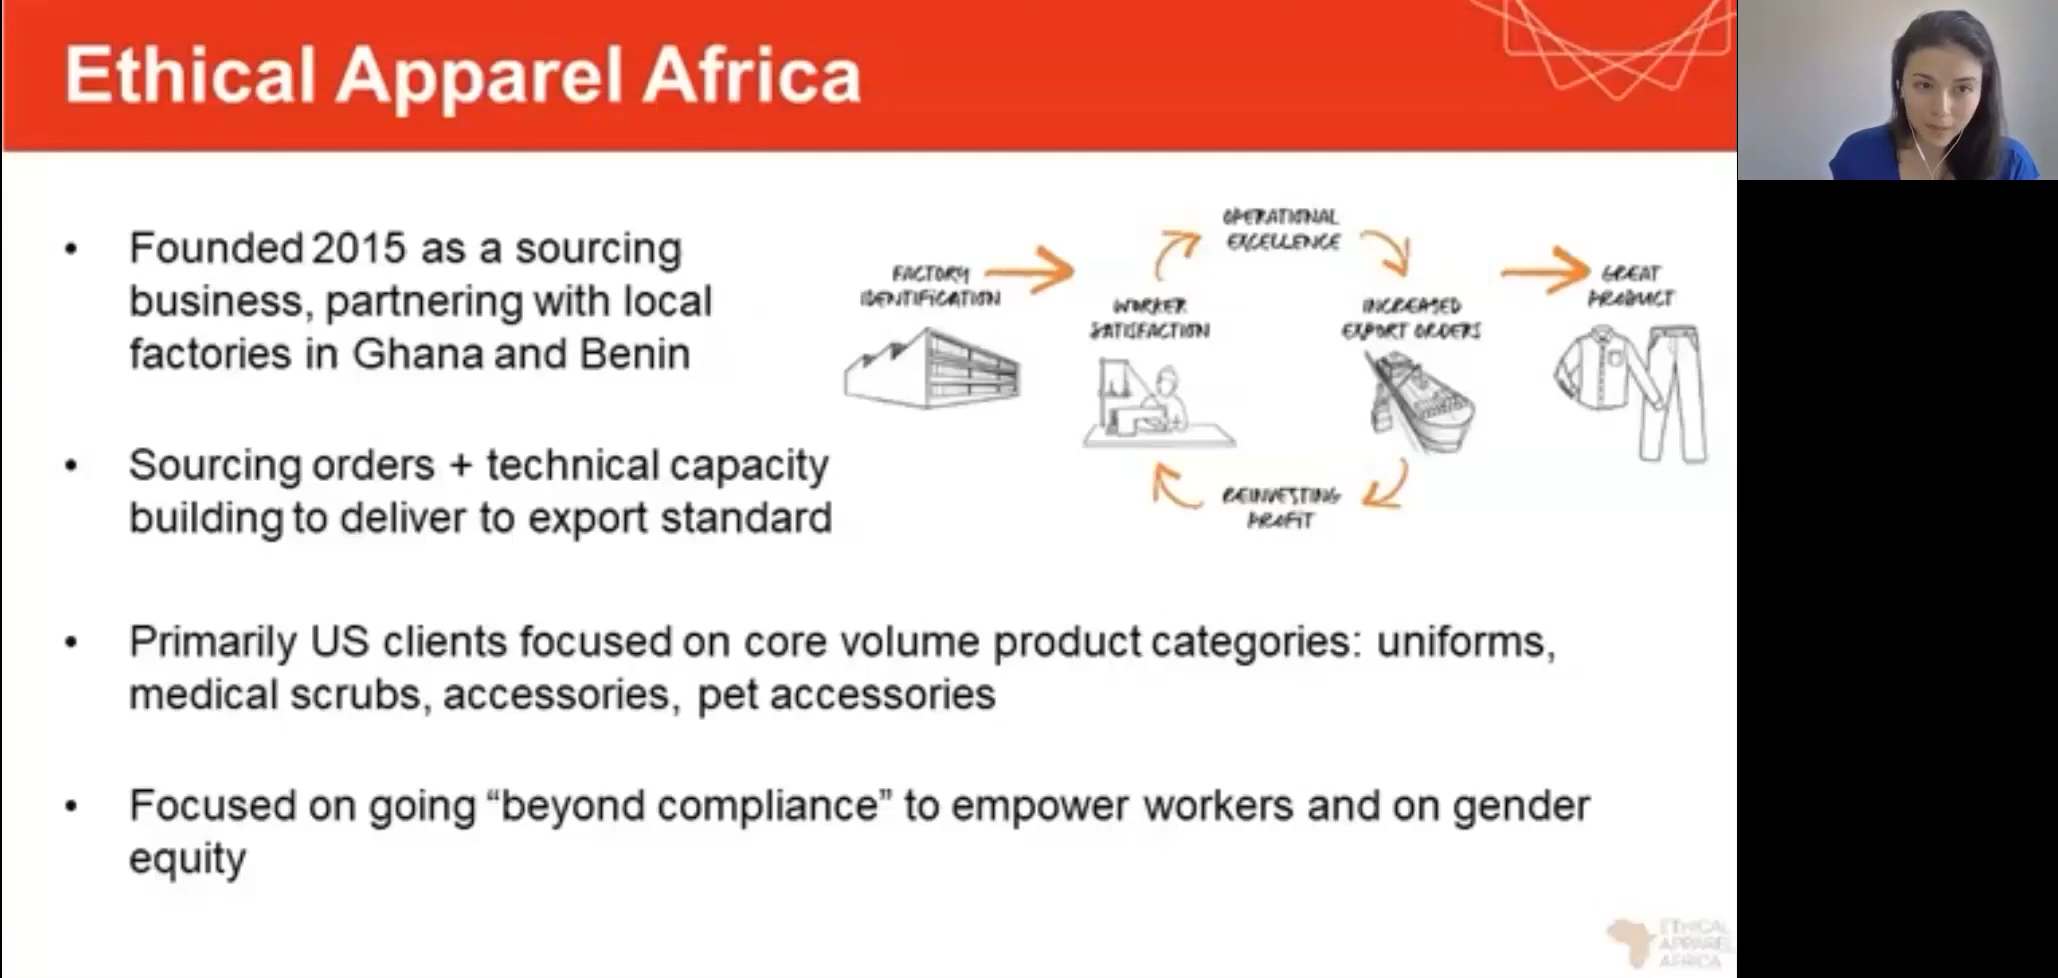 Ethical Apparel Africa
• Founded 2015 as a sourcing
business, partnering with local
factories in Ghana and Benin
• Sourcing orders + technical capacity
building to deliver to export standard
• Primarily US clients focused on core volume product categories: uniforms,
medical scrubs, accessories, pet accessories
• Focused on going “beyond compliance” to empower workers and on gender
equity
FACTORY
IDENTIFICATION
WORKER
SATISFACTION
OPERATIONAL
EXCELLENCE
INCREASED
EXPORT ORDERS
REINVESTING
PROFIT
GREAT
PRODUCT
ETHICAL
APPAREL
AFRICA